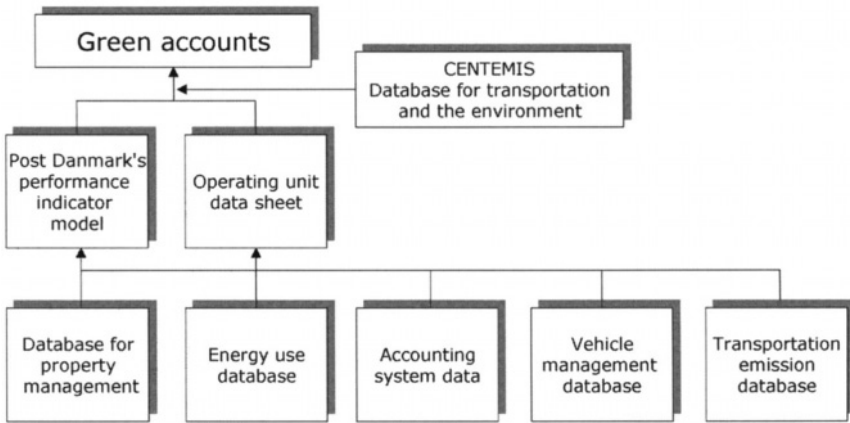 Green accounts
CENTEMIS
Database for transportation
and the environment
Post Danmark's
performance
indicator
model
Operating unit
data sheet
Database for
property
management
Energy use
database
Accounting
system data
Vehicle
management
database
Transportation
emission
database